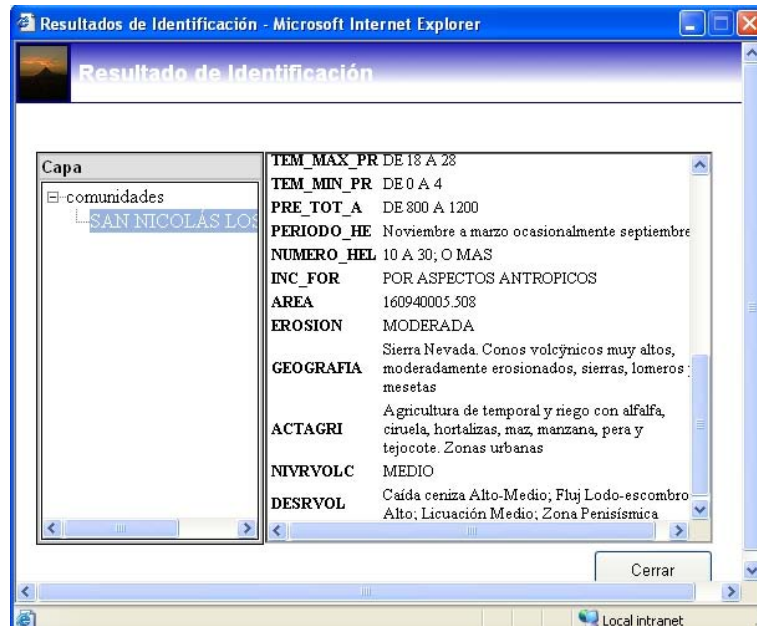 Resultados de Identificación - Microsoft Internet Explorer
Resultado de Identificación
Capa
comunidades
SAN NICOLÁS LOS
TEM_MAX_PR DE 18 A 28
TEM_MIN_PR DE 0 A 4
PRE_TOT_A DE 800 A 1200
PERIODO_HE Noviembre a marzo ocasionalmente septiembre
NUMERO_HEL 10 A 30; O MAS
INC_FOR POR ASPECTOS ANTROPICOS
AREA 160940005.508
EROSION MODERADA
GEOGRAFIA Sierra Nevada. Conos volcÿnicos muy altos,
moderadamente erosionados, sierras, lomeros y
mesetas
ACTAGRI Agricultura de temporal y riego con alfalfa,
ciruela, hortalizas, maz, manzana, pera y
tejocote. Zonas urbanas
NIVRVOLC MEDIO
DESRVOL Caída ceniza Alto-Medio; Fluj Lodo-escombro
Alto; Licuación Medio; Zona Penisísmica
Cerrar
Local intranet